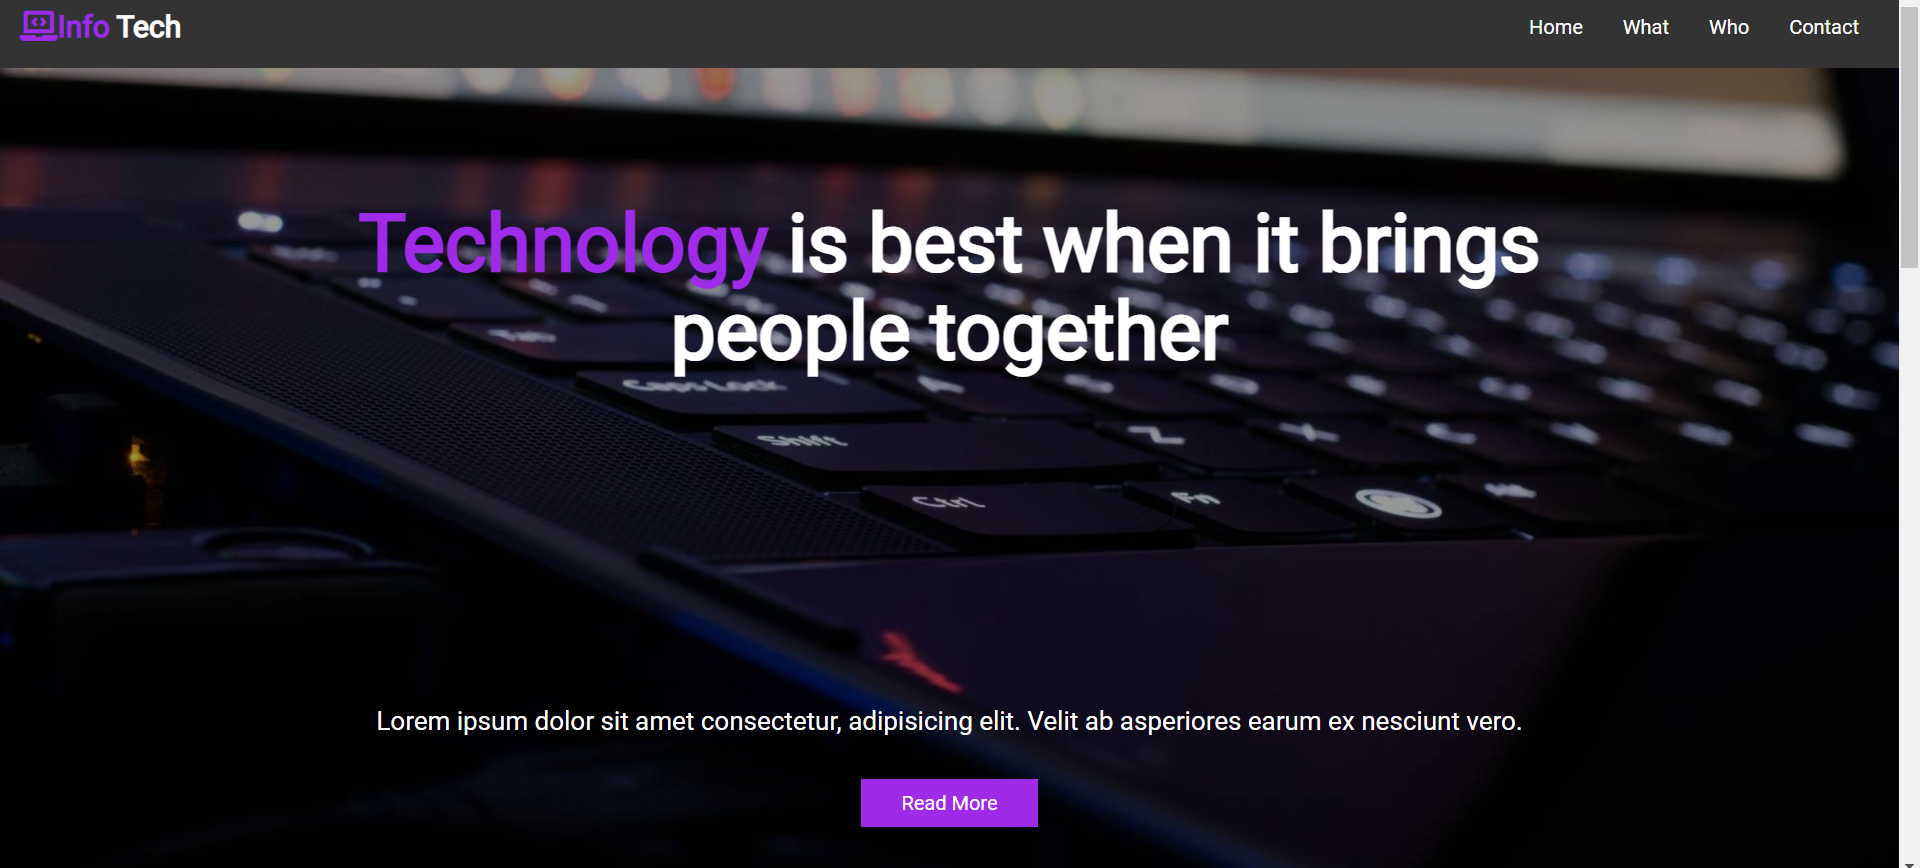 Info Tech
Home What Who Contact
Technology is best when it brings
people together
Caps Lock A
Shift Z X C
Ctrl Fn
Lorem ipsum dolor sit amet consectetur, adipisicing elit. Velit ab asperiores earum ex nesciunt vero.
Read More